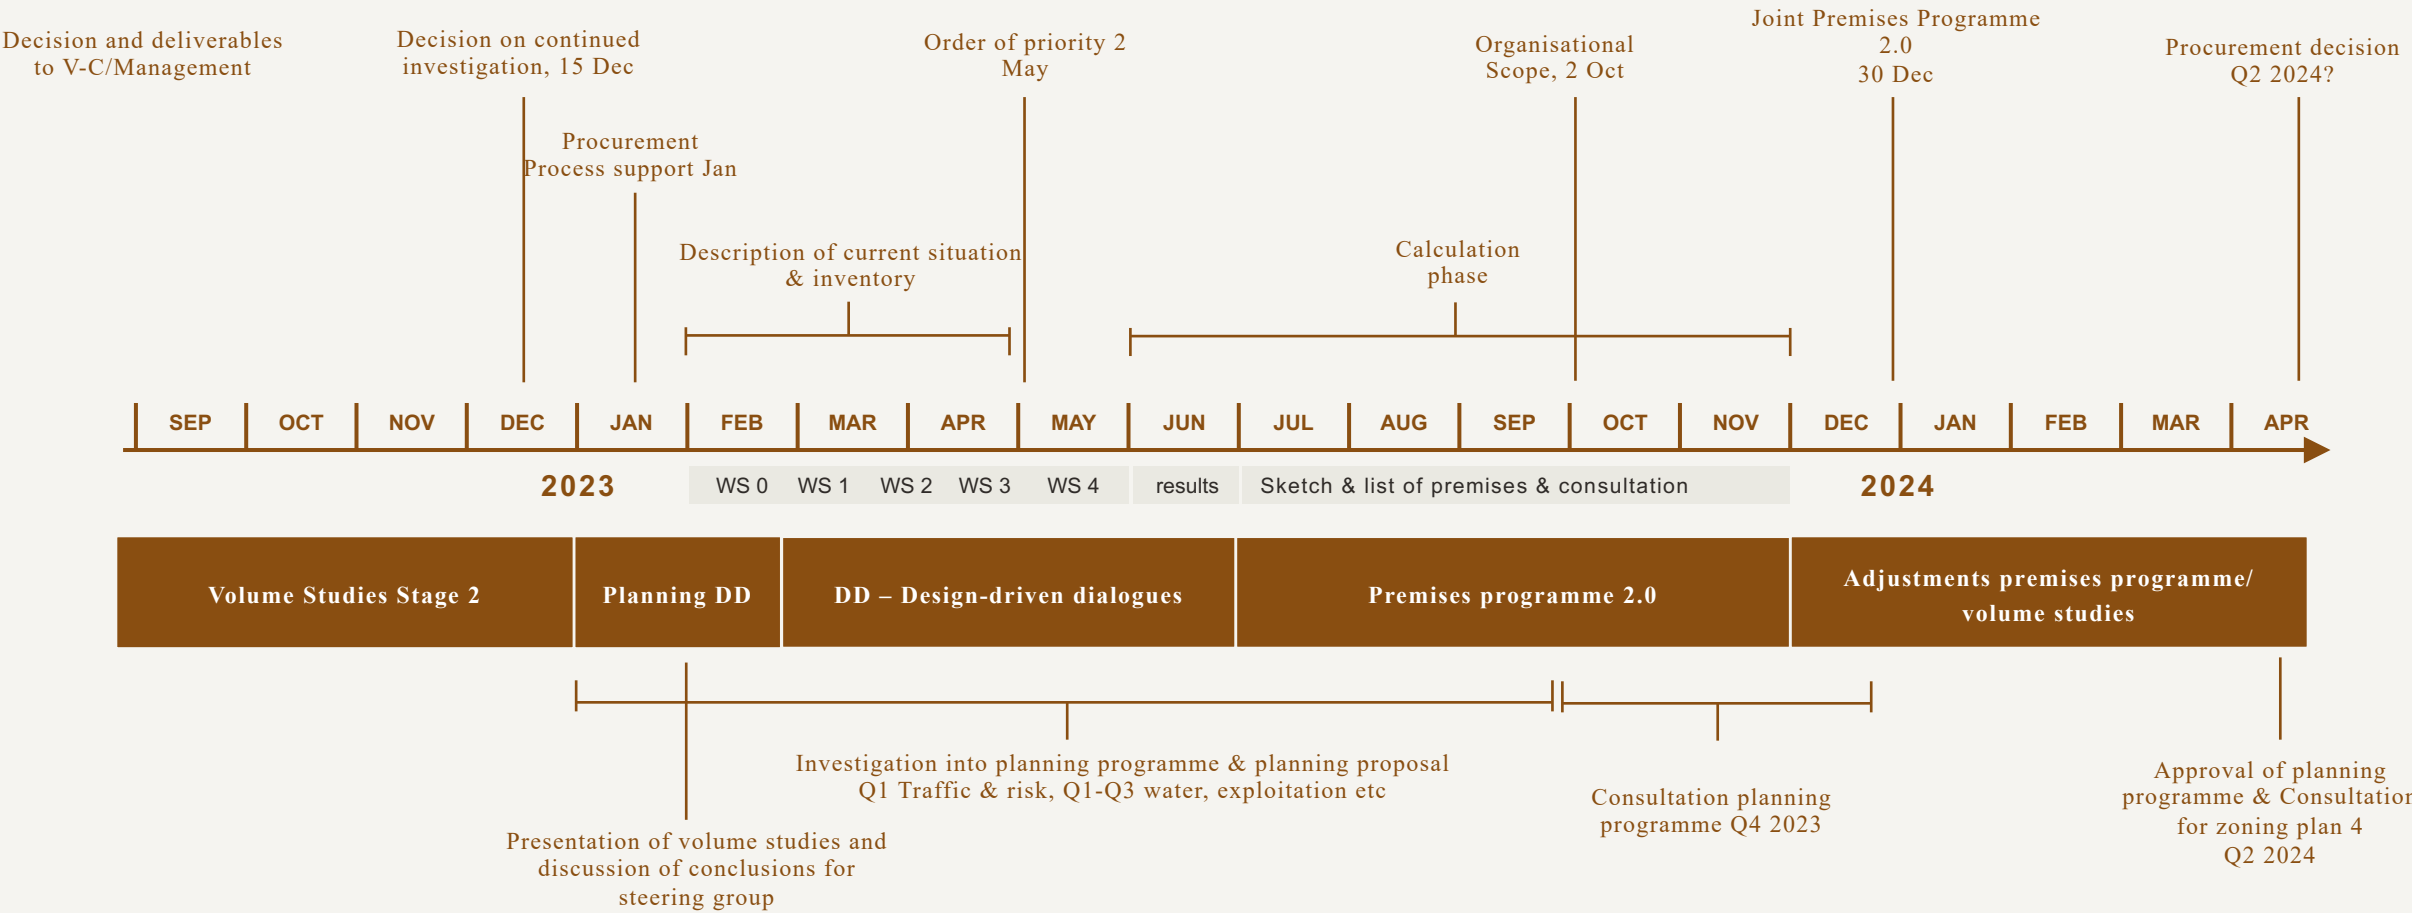 Decision and deliverables
to V-C/Management
Decision on continued
investigation, 15 Dec
Order of priority 2
May
Organisational
Scope, 2 Oct
Joint Premises Programme
2.0
30 Dec
Procurement decision
Q2 2024?
Procurement
Process support Jan
Description of current situation
& inventory
Calculation
phase
SEP OCT NOV DEC JAN FEB MAR APR MAY JUN JUL AUG SEP OCT NOV DEC JAN FEB MAR APR
2023 WS 0 WS 1 WS 2 WS 3 WS 4 results Sketch & list of premises & consultation 2024
Volume Studies Stage 2
Planning DD
DD – Design-driven dialogues
Premises programme 2.0
Adjustments premises programme/
volume studies
Investigation into planning programme & planning proposal
Q1 Traffic & risk, Q1-Q3 water, exploitation etc
Presentation of volume studies and
discussion of conclusions for
steering group
Consultation planning
programme Q4 2023
Approval of planning
programme & Consultation
for zoning plan 4
Q2 2024